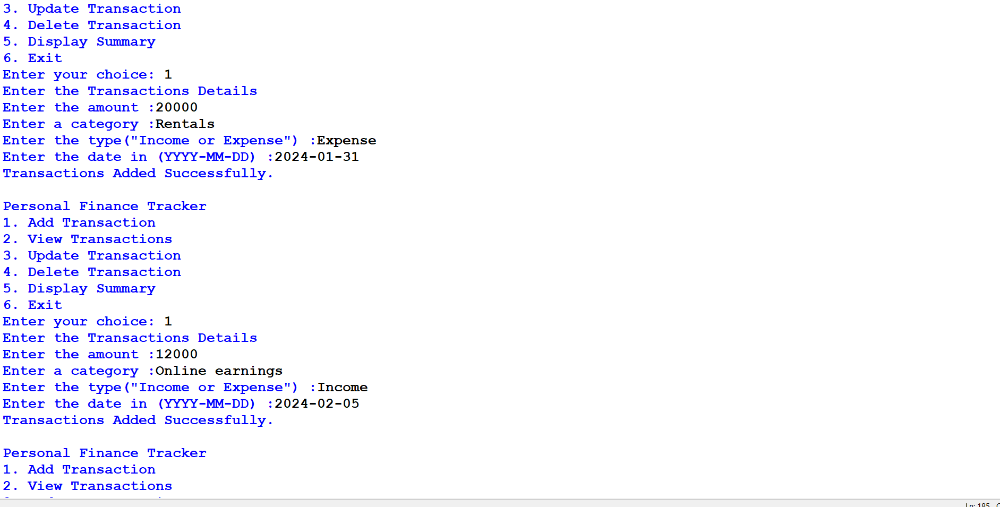 3. Update Transaction
4. Delete Transaction
5. Display Summary
6. Exit
Enter your choice: 1
Enter the Transactions Details
Enter the amount :20000
Enter a category :Rentals
Enter the type("Income or Expense") :Expense
Enter the date in (YYYY-MM-DD) :2024-01-31
Transactions Added Successfully.
Personal Finance Tracker
1. Add Transaction
2. View Transactions
3. Update Transaction
4. Delete Transaction
5. Display Summary
6. Exit
Enter your choice: 1
Enter the Transactions Details
Enter the amount :12000
Enter a category :Online earnings
Enter the type("Income or Expense") :Income
Enter the date in (YYYY-MM-DD) :2024-02-05
Transactions Added Successfully.
Personal Finance Tracker
1. Add Transaction
2. View Transactions
Ln: 185